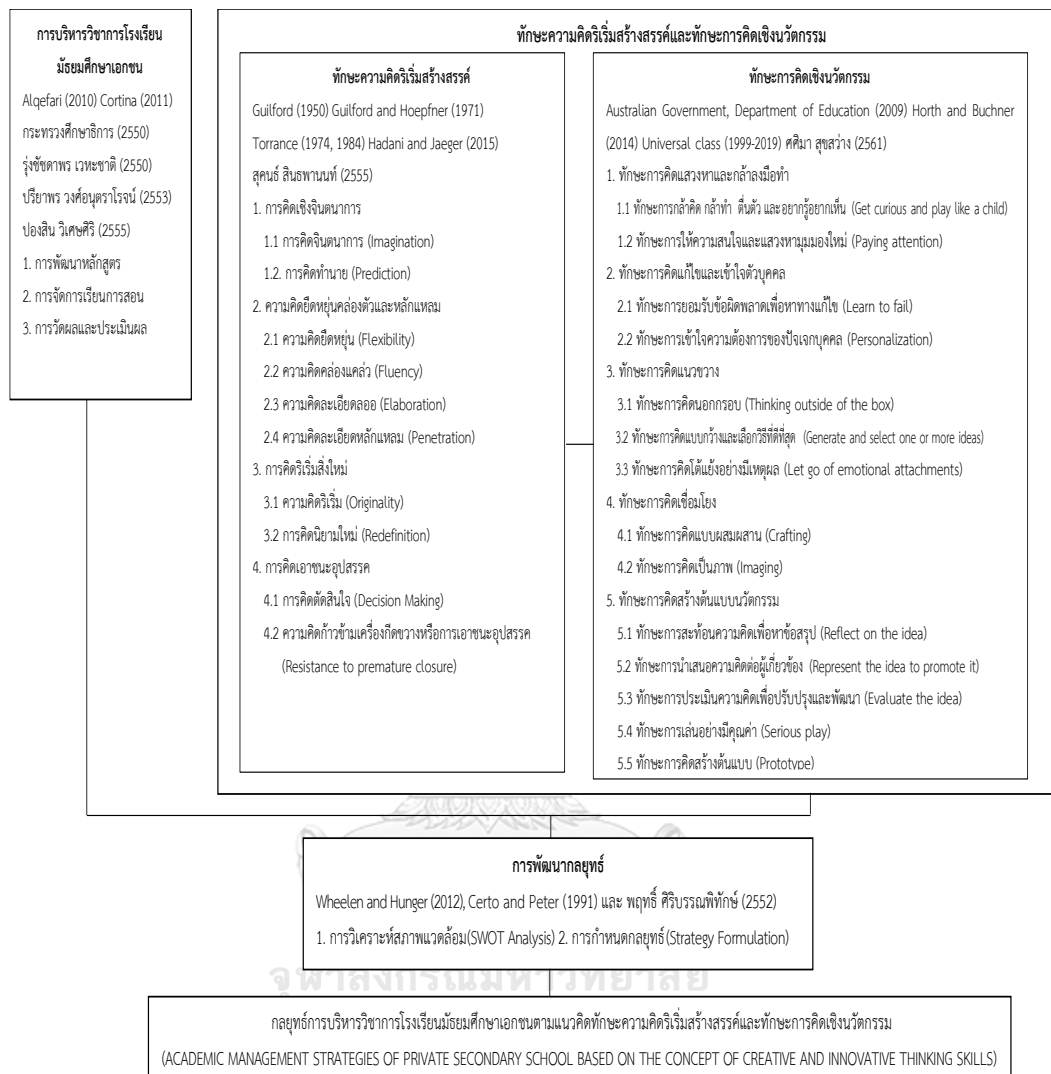 การบริหารวิชาการโรงเรียน
มัธยมศึกษาเอกชน
Alqefari (2010) Cortina (2011)
กระทรวงศึกษาธิการ (2550)
รุ่งชัชดาพร เวหะชาติ (2550)
ปรียาพร วงศ์อนุตราโรจน์ (2553)
ปองสิน วิเศษศิริ (2555)
1. การพัฒนาหลักสูตร
2. การจัดการเรียนการสอน
3. การวัดผลและประเมินผล
ทักษะความคิดริเริ่มสร้างสรรค์และทักษะการคิดเชิงนวัตกรรม
ทักษะความคิดริเริ่มสร้างสรรค์
Guilford (1950) Guilford and Hoepfner (1971)
Torrance (1974, 1984) Hadani and Jaeger (2015)
สุคนธ์ สินธพานนท์ (2555)
1. การคิดเชิงจินตนาการ
1.1 การคิดจินตนาการ (Imagination)
1.2. การคิดทำนาย (Prediction)
2. ความคิดยืดหยุ่นคล่องตัวและหลักแหลม
2.1 ความคิดยืดหยุ่น (Flexibility)
2.2 ความคิดคล่องแคล่ว (Fluency)
2.3 ความคิดละเอียดลออ (Elaboration)
2.4 ความคิดละเอียดหลักแหลม (Penetration)
3. การคิดริเริ่มสิ่งใหม่
3.1 ความคิดริเริ่ม (Originality)
3.2 การคิดนิยามใหม่ (Redefinition)
4. การคิดเอาชนะอุปสรรค
4.1 การคิดตัดสินใจ (Decision Making)
4.2 ความคิดก้าวข้ามเครื่องกีดขวางหรือการเอาชนะอุปสรรค
(Resistance to premature closure)
ทักษะการคิดเชิงนวัตกรรม
Australian Government, Department of Education (2009) Horth and Buchner
(2014) Universal class (1999-2019) ศศิมา สุขสว่าง (2561)
1. ทักษะการคิดแสวงหาและกล้าลงมือทำ
1.1 ทักษะการกล้าคิด กล้าทำ ตื่นตัว และอยากรู้อยากเห็น (Get curious and play like a child)
1.2 ทักษะการให้ความสนใจและแสวงหามุมมองใหม่ (Paying attention)
2. ทักษะการคิดแก้ไขและเข้าใจตัวบุคคล
2.1 ทักษะการยอมรับข้อผิดพลาดเพื่อหาทางแก้ไข (Learn to fail)
2.2 ทักษะการเข้าใจความต้องการของปัจเจกบุคคล (Personalization)
3. ทักษะการคิดแนวขวาง
3.1 ทักษะการคิดนอกกรอบ (Thinking outside of the box)
3.2 ทักษะการคิดแบบกว้างและเลือกวิธีที่ดีที่สุด (Generate and select one or more ideas)
3.3 ทักษะการคิดโต้แย้งอย่างมีเหตุผล (Let go of emotional attachments)
4. ทักษะการคิดเชื่อมโยง
4.1 ทักษะการคิดแบบผสมผสาน (Crafting)
4.2 ทักษะการคิดเป็นภาพ (Imaging)
5. ทักษะการคิดสร้างต้นแบบนวัตกรรม
5.1 ทักษะการสะท้อนความคิดเพื่อหาข้อสรุป (Reflect on the idea)
5.2 ทักษะการนำเสนอความคิดต่อผู้เกี่ยวข้อง (Represent the idea to promote it)
5.3 ทักษะการประเมินความคิดเพื่อปรับปรุงและพัฒนา (Evaluate the idea)
5.4 ทักษะการเล่นอย่างมีคุณค่า (Serious play)
5.5 ทักษะการคิดสร้างต้นแบบ (Prototype)
การพัฒนากลยุทธ์
Wheelen and Hunger (2012), Certo and Peter (1991) และ พฤทธิ์ ศิริบรรณพิทักษ์ (2552)
1. การวิเคราะห์สภาพแวดล้อม(SWOT Analysis) 2. การกำหนดกลยุทธ์(Strategy Formulation)
จุฬาลงกรณ์มหาวิทยาลัย
กลยุทธ์การบริหารวิชาการโรงเรียนมัธยมศึกษาเอกชนตามแนวคิดทักษะความคิดริเริ่มสร้างสรรค์และทักษะการคิดเชิงนวัตกรรม
(ACADEMIC MANAGEMENT STRATEGIES OF PRIVATE SECONDARY SCHOOL BASED ON THE CONCEPT OF CREATIVE AND INNOVATIVE THINKING SKILLS)